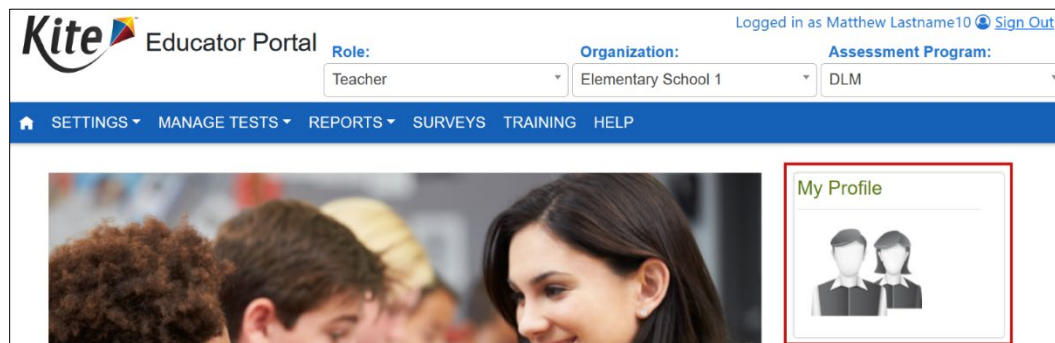 Logged in as Matthew Lastname10 Sign Out
Kite™ Educator Portal
Role:
Organization:
Assessment Program:
Teacher
Elementary School 1
DLM
SETTINGS MANAGE TESTS REPORTS SURVEYS TRAINING HELP
My Profile